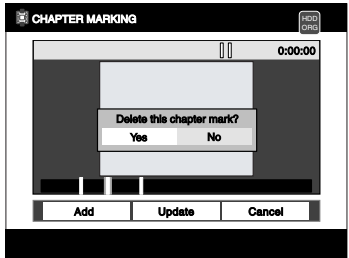 CHAPTER MARKING
HDD
ORG
0:00:00
Delete this chapter mark?
Yes No
Add Update Cancel